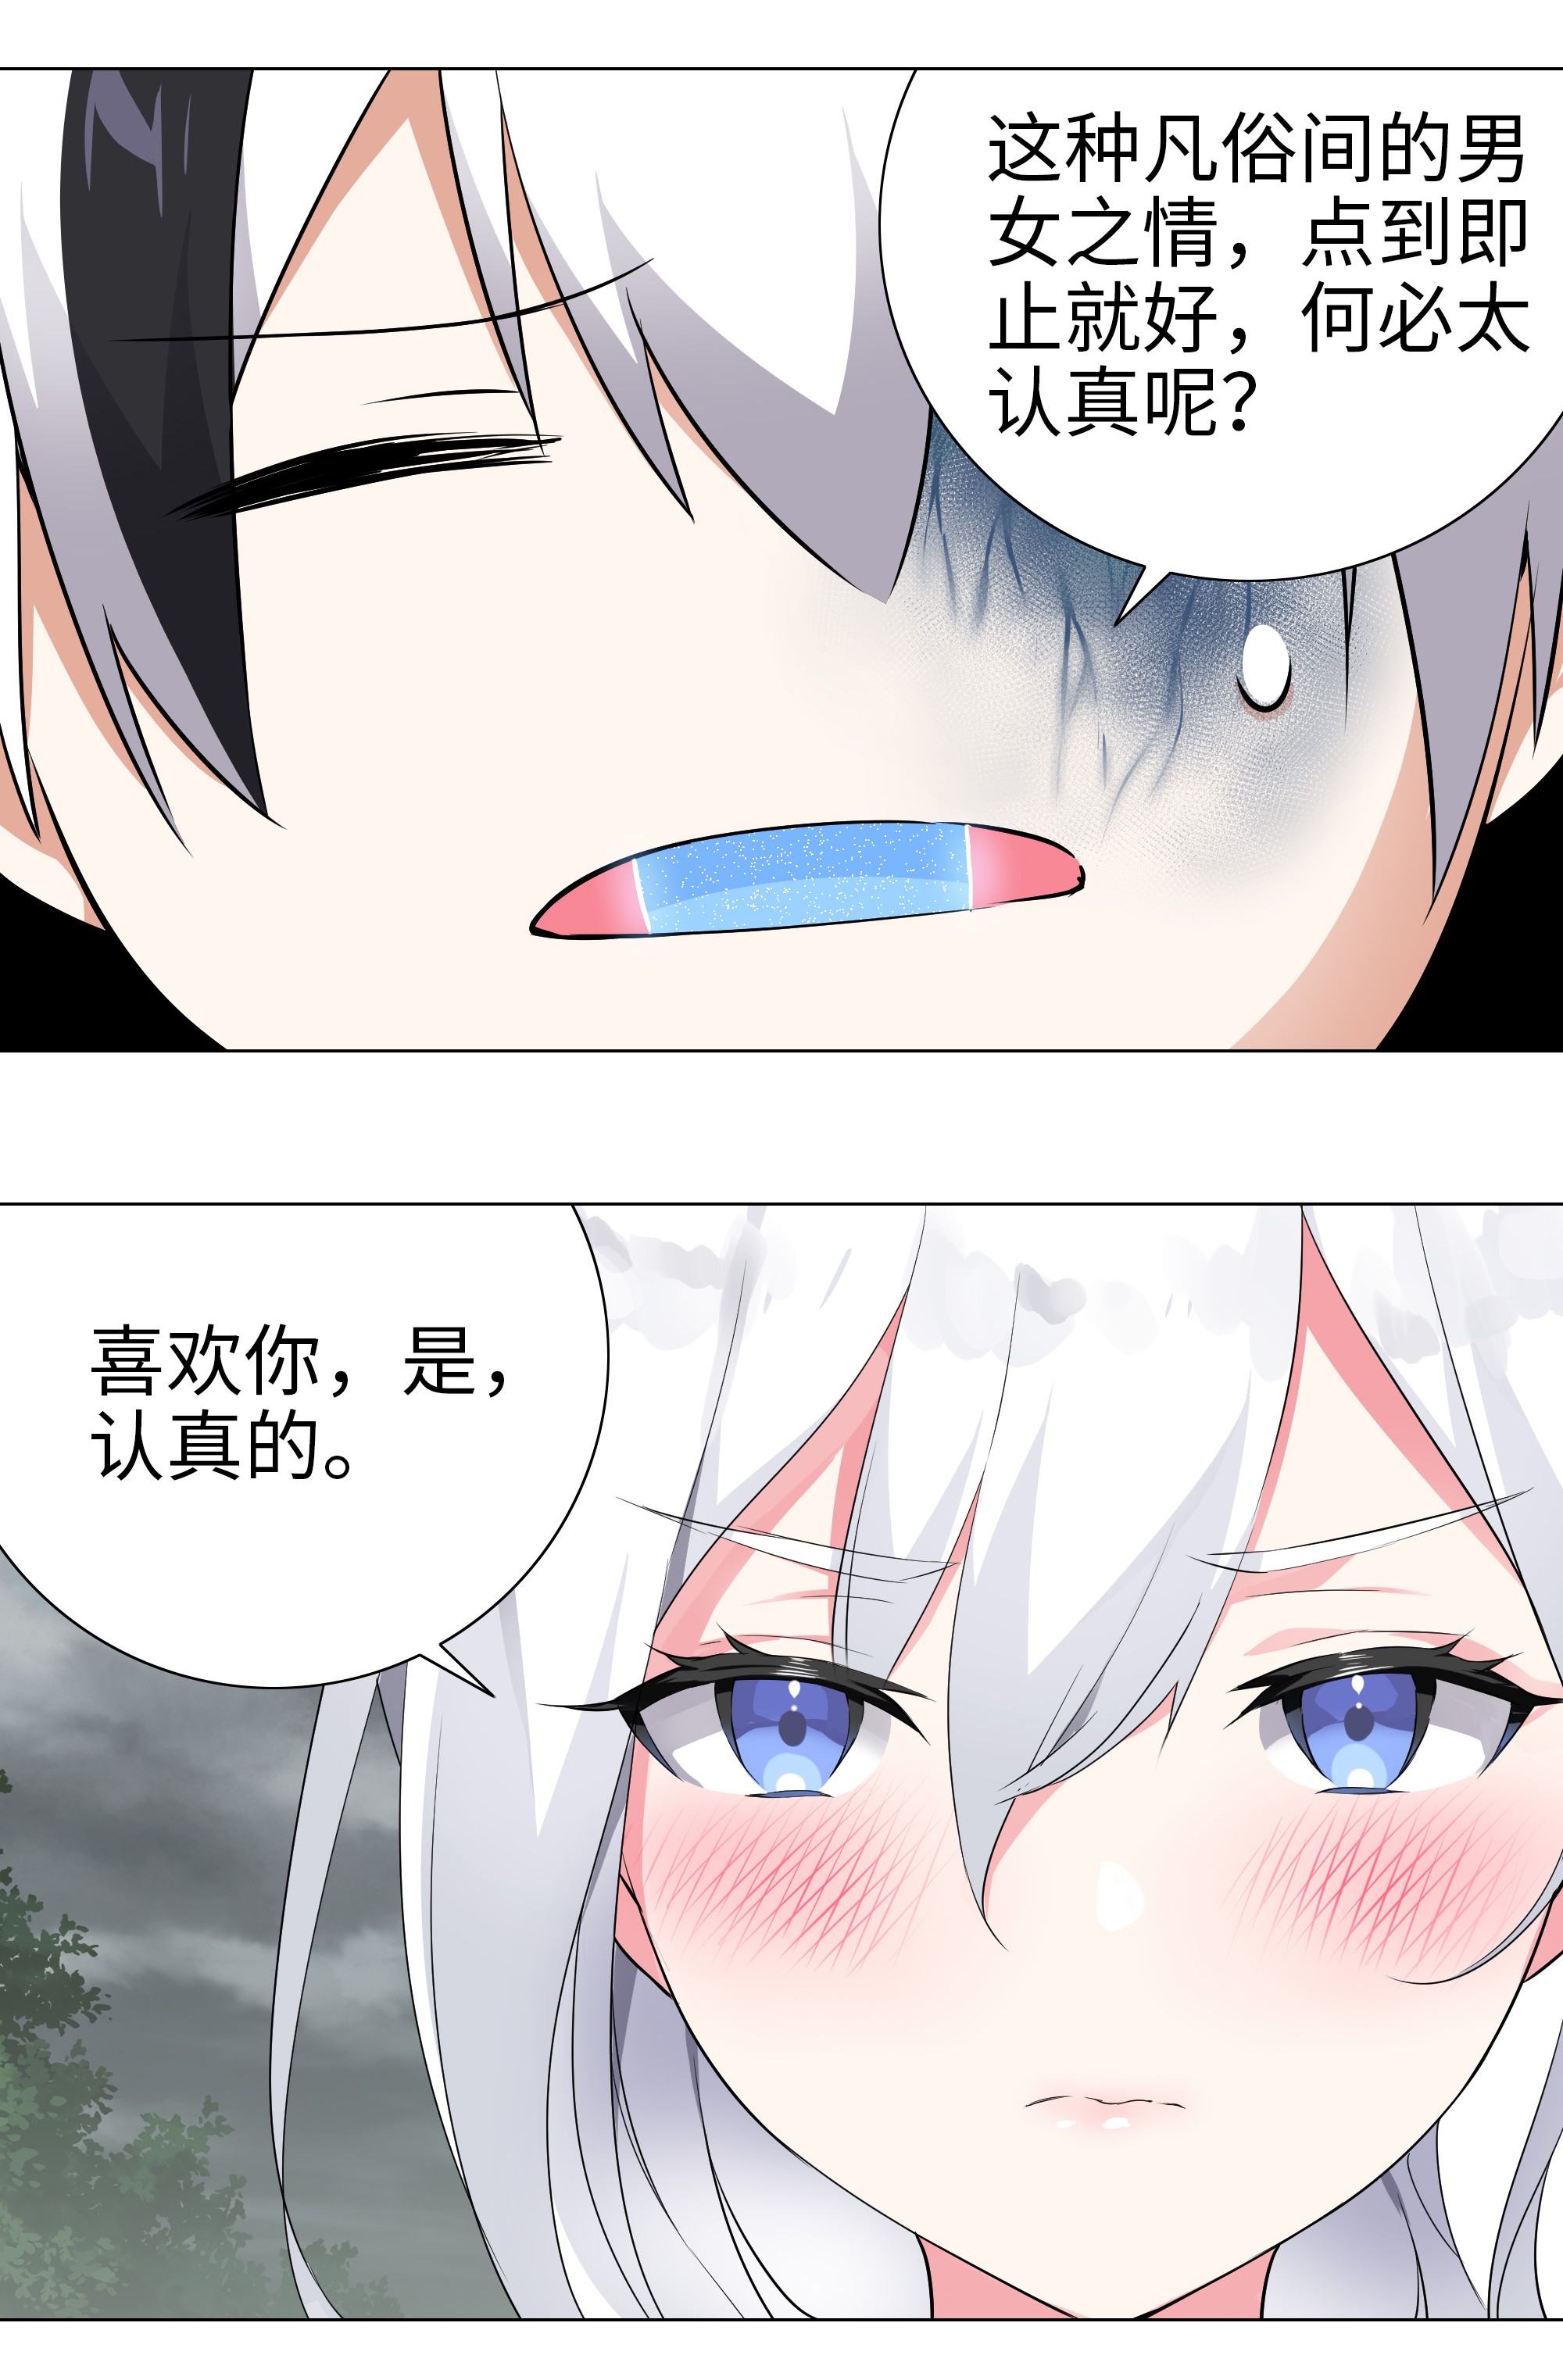 这种凡俗间的男
女之情，点到即
止就好，何必太
认真呢？
喜欢你，是，
认真的。